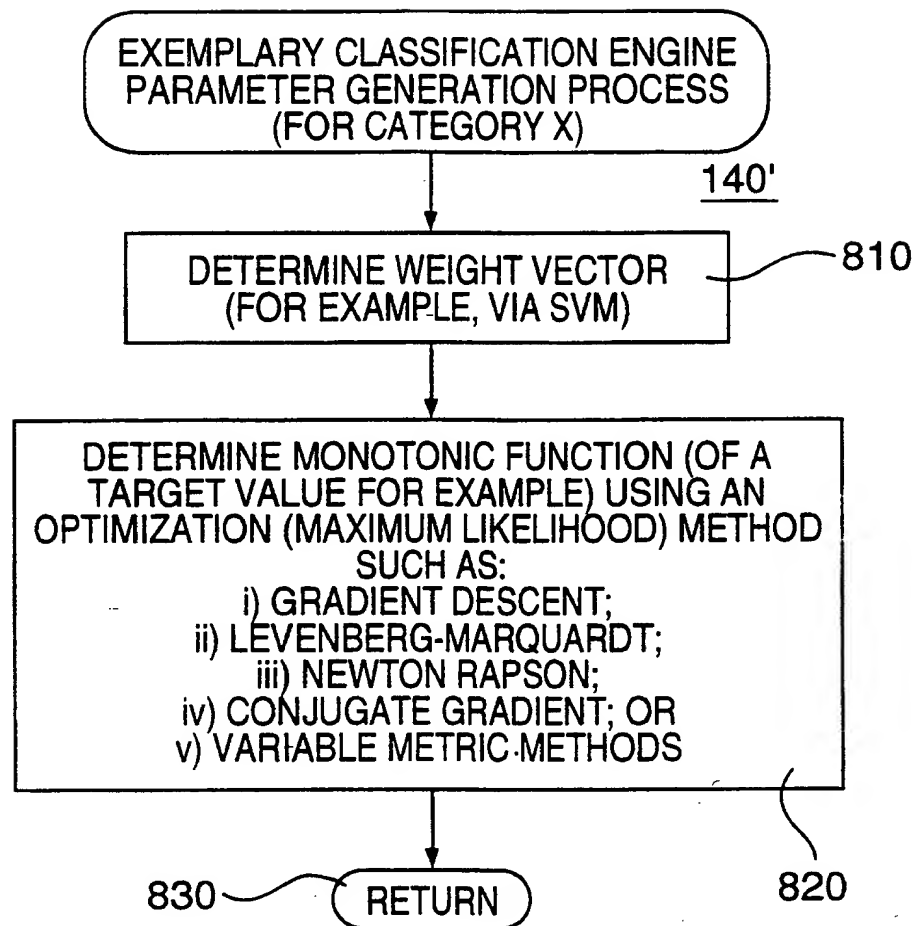 EXEMPLARY CLASSIFICATION ENGINE
PARAMETER GENERATION PROCESS
(FOR CATEGORY X)
140'
DETERMINE WEIGHT VECTOR
(FOR EXAMPLE, VIA SVM)
810
DETERMINE MONOTONIC FUNCTION (OF A
TARGET VALUE FOR EXAMPLE) USING AN
OPTIMIZATION (MAXIMUM LIKELIHOOD) METHOD
SUCH AS:
i) GRADIENT DESCENT;
ii) LEVENBERG-MARQUARDT;
iii) NEWTON RAPSON;
iv) CONJUGATE GRADIENT; OR
v) VARIABLE METRIC METHODS
820
830
RETURN